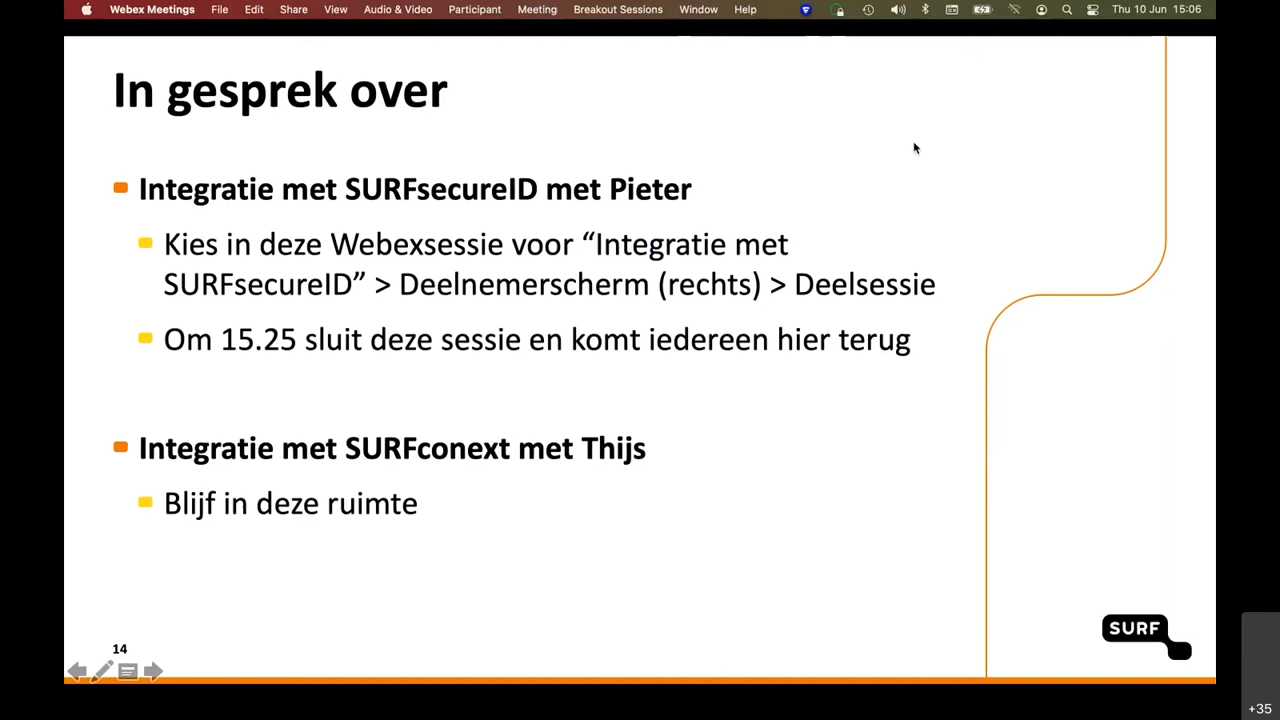 Webex Meetings File Edit Share View Audio & Video Participant Meeting Breakout Sessions Window Help Thu 10 Jun 15:06
In gesprek over
Integratie met SURFsecureID met Pieter
Kies in deze Webexsessie voor “Integratie met
SURFsecureID” > Deelnemerscherm (rechts) > Deelsessie
Om 15.25 sluit deze sessie en komt iedereen hier terug
Integratie met SURFconext met Thijs
Blijf in deze ruimte
SURF
14
+35